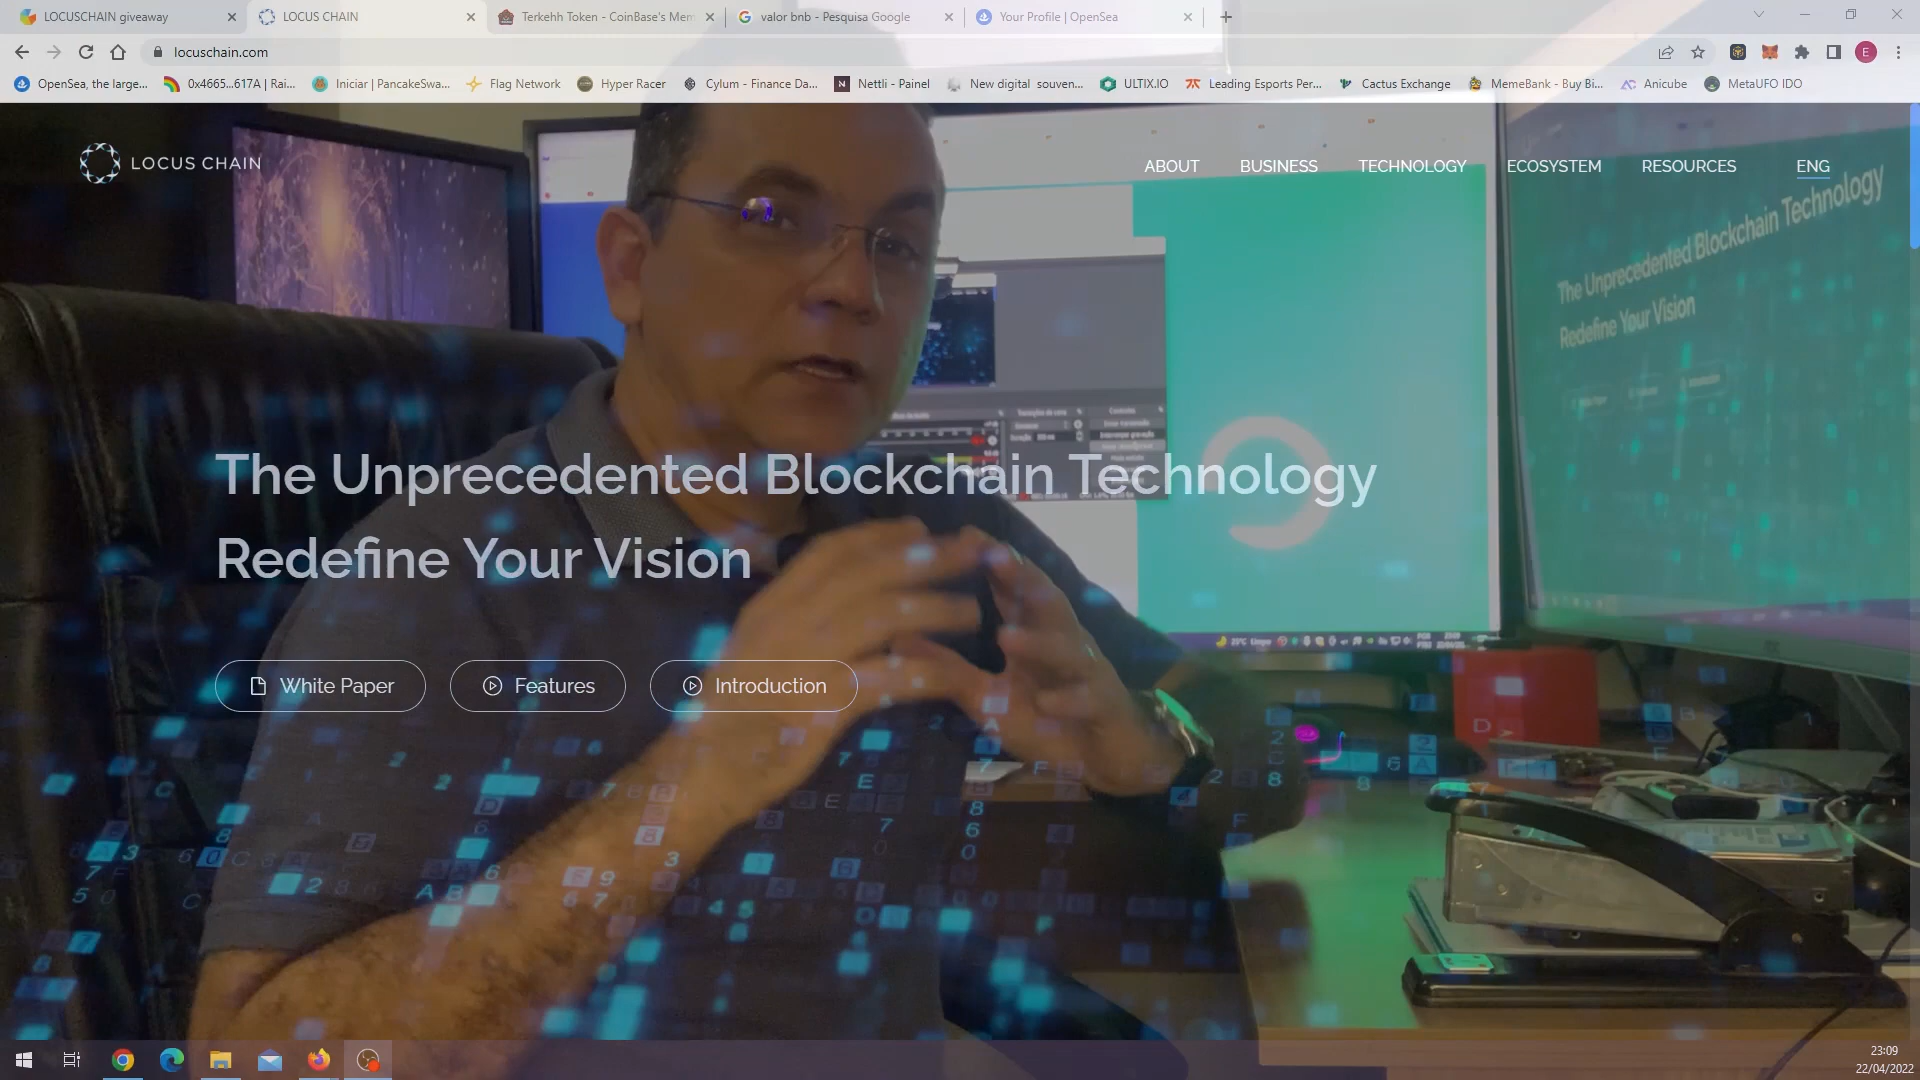 LOCUSCHAIN giveaway
LOCUS CHAIN
Terkehh Token - CoinBase's Mem
valor bnb - Pesquisa Google
Your Profile | OpenSea
locuschain.com
E
OpenSea, the large...
0x4665...617A | Rai...
Iniciar | PancakeSwa...
Flag Network
Hyper Racer
Cylum - Finance Da...
Nettli - Painel
New digital souven...
ULTIX.IO
Leading Esports Per...
Cactus Exchange
MemeBank - Buy Bi...
Anicube
MetaUFO IDO
LOCUS CHAIN
ABOUT
BUSINESS
TECHNOLOGY
ECOSYSTEM
RESOURCES
ENG
The Unprecedented Blockchain Technology
Redefine Your Vision
The Unprecedented Blockchain Technology
Redefine Your Vision
White Paper
Features
Introduction
23:09
22/04/2022